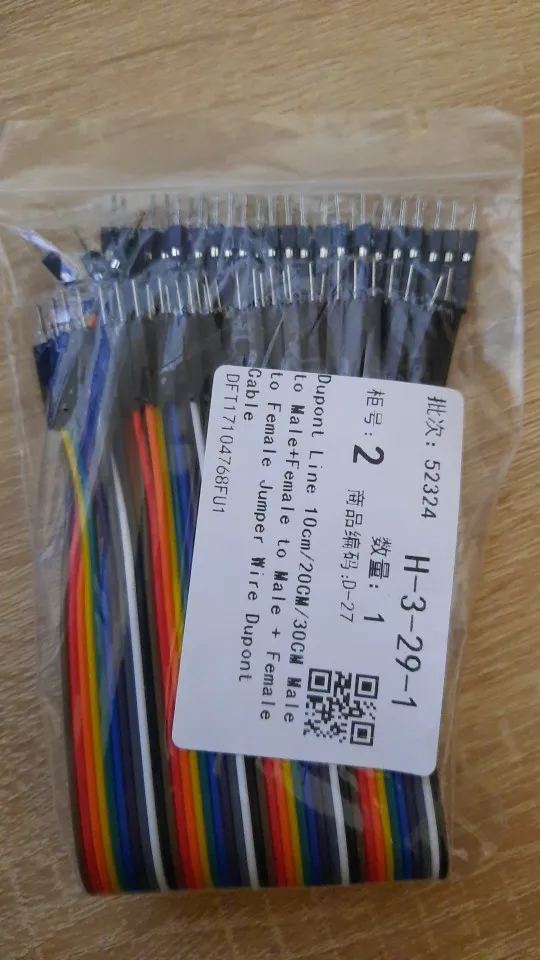 批次: 52324
H-3-29-1
柜号: 2
数量: 1
商品编码:D-27
Dupont Line 10cm/20CM/30CM Male
to Male+Female to Male + Female
to Female Jumper Wire Dupont
Cable
DFT17104768FU1